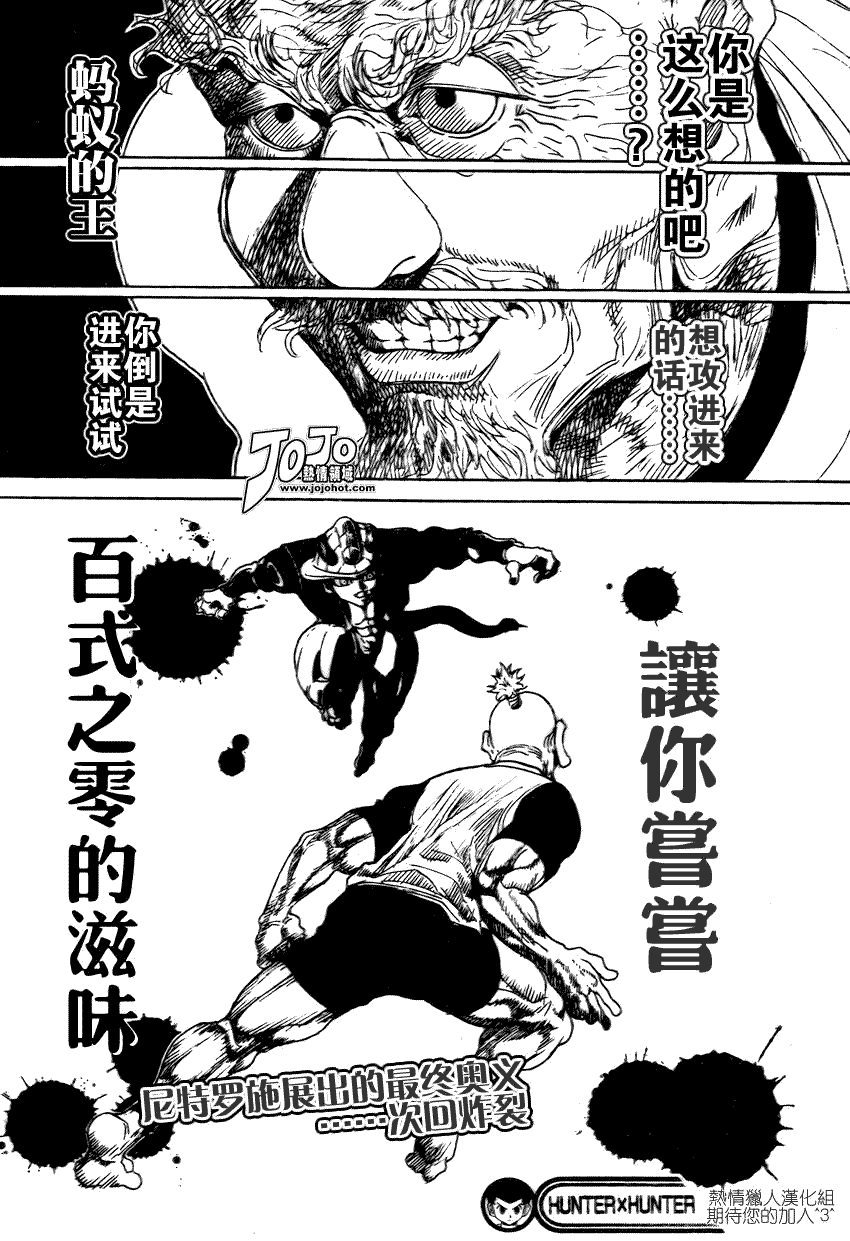 你是
这么想的吧
……？
蚂蚁的王
想攻进来
的话……
你倒是
进来试试
JOJO
熱情領域
www.jojohot.com
讓你嘗嘗
百式之零的滋味
尼特罗施展出的最终奥义
……次回炸裂
HUNTER×HUNTER
熱情獵人漢化組
期待您的加入^3^